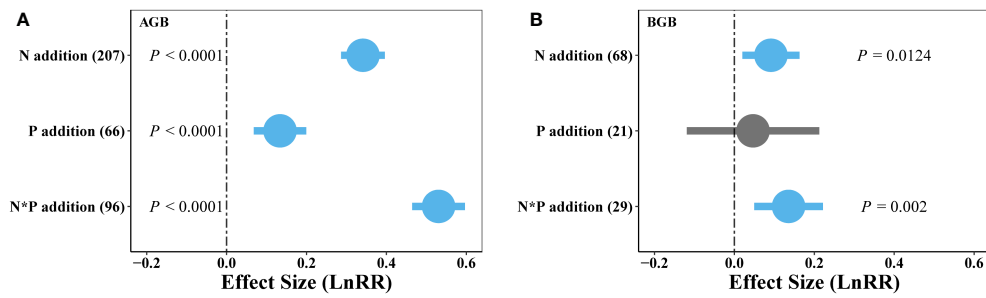 A
AGB
N addition (207)
P < 0.0001
P addition (66)
P < 0.0001
N*P addition (96)
P < 0.0001
−0.2 0.0 0.2 0.4 0.6
Effect Size (LnRR)
B
BGB
N addition (68)
P = 0.0124
P addition (21)
N*P addition (29)
P = 0.002
−0.2 0.0 0.2 0.4 0.6
Effect Size (LnRR)